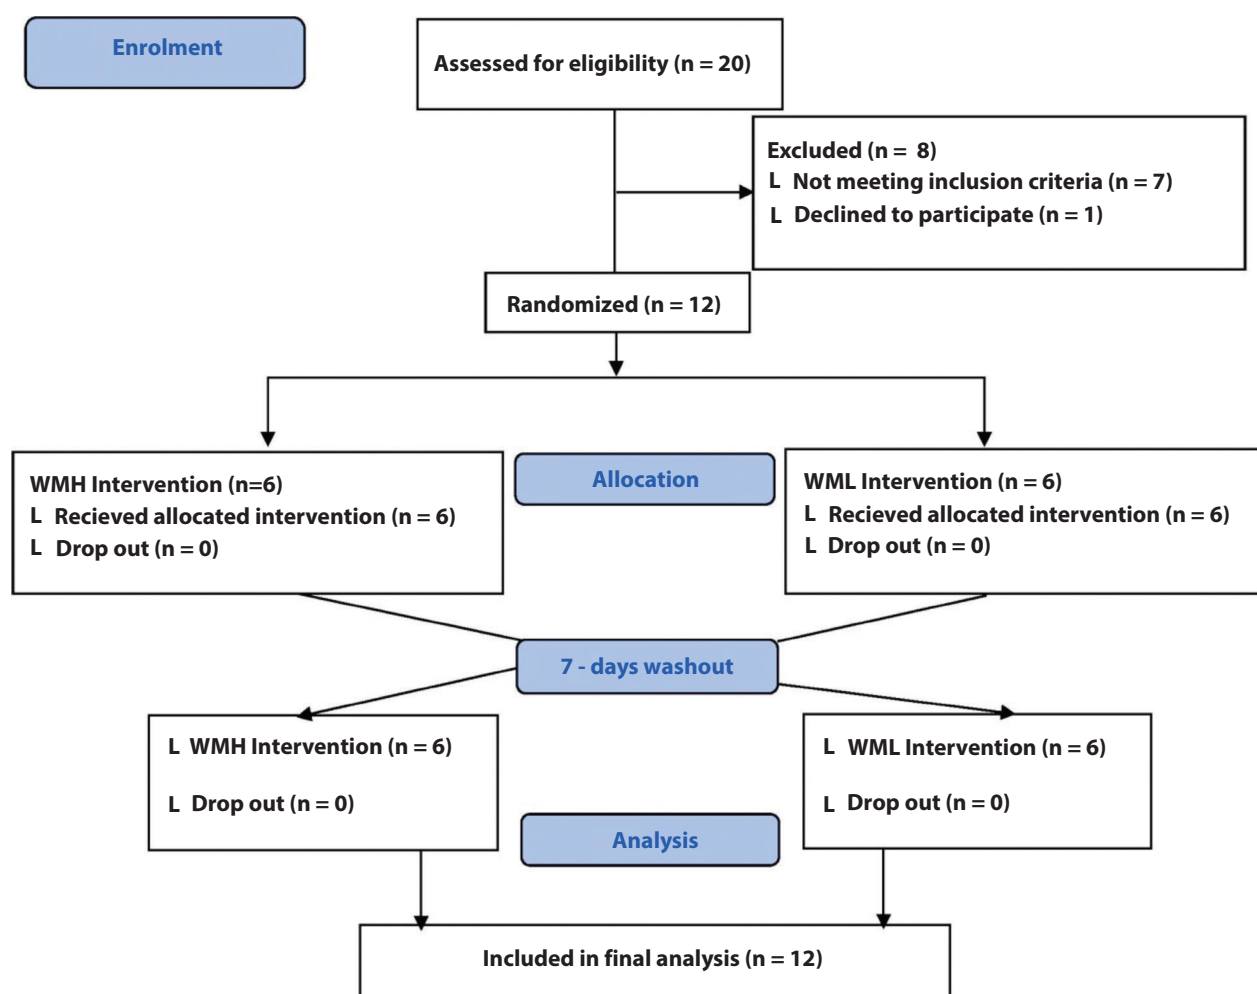 Enrolment
Assessed for eligibility (n = 20)
Excluded (n = 8)
L Not meeting inclusion criteria (n = 7)
L Declined to participate (n = 1)
Randomized (n = 12)
WMH Intervention (n=6)
L Recieved allocated intervention (n = 6)
L Drop out (n = 0)
Allocation
WML Intervention (n = 6)
L Recieved allocated intervention (n = 6)
L Drop out (n = 0)
7 - days washout
L WMH Intervention (n = 6)
L Drop out (n = 0)
L WML Intervention (n = 6)
L Drop out (n = 0)
Analysis
Included in final analysis (n = 12)